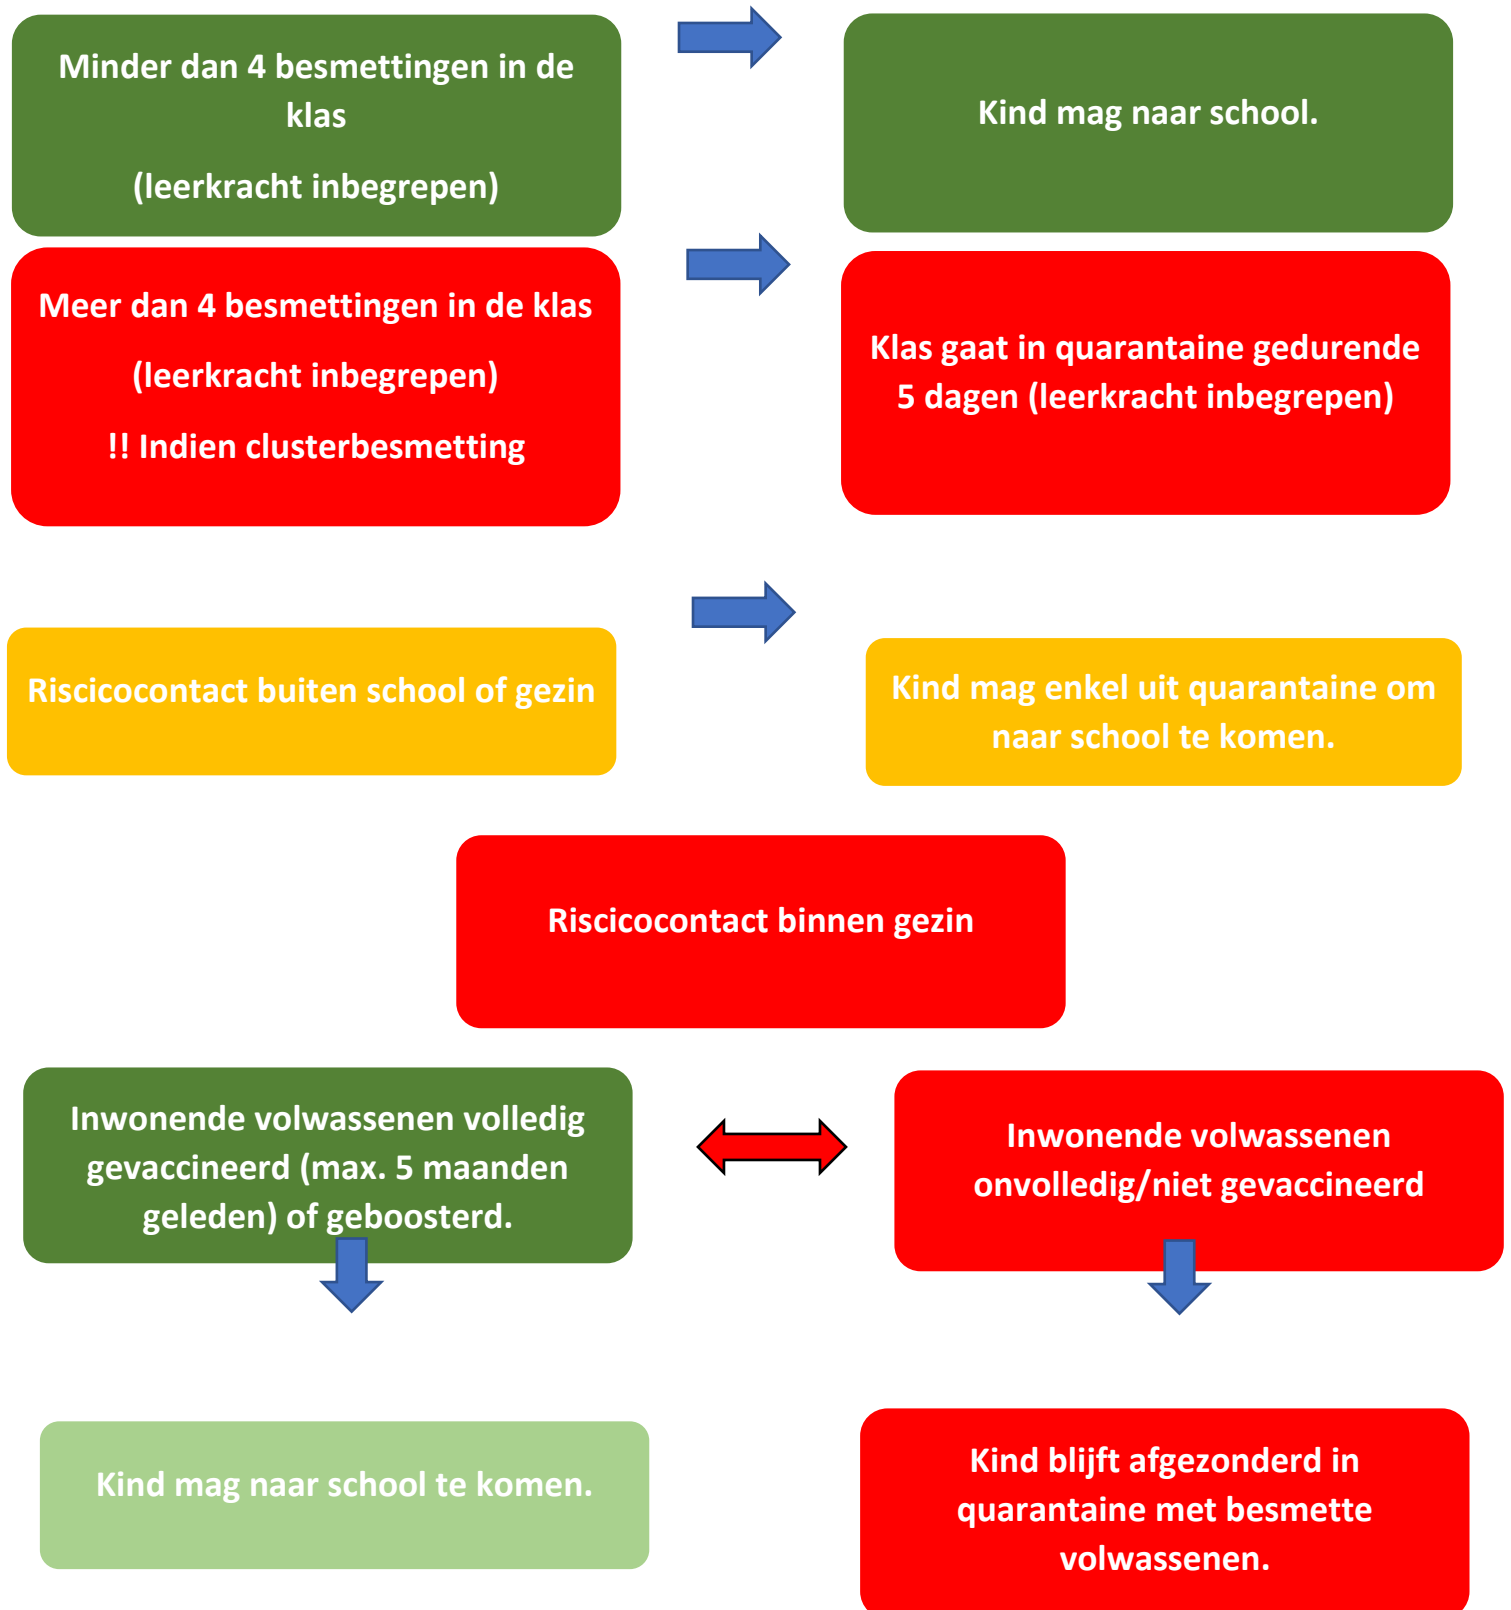 Minder dan 4 besmettingen in de
klas
(leerkracht inbegrepen)
Kind mag naar school.
Meer dan 4 besmettingen in de klas
(leerkracht inbegrepen)
!! Indien clusterbesmetting
Klas gaat in quarantaine gedurende
5 dagen (leerkracht inbegrepen)
Riscicocontact buiten school of gezin
Kind mag enkel uit quarantaine om
naar school te komen.
Riscicocontact binnen gezin
Inwonende volwassenen volledig
gevaccineerd (max. 5 maanden
geleden) of geboosterd.
Inwonende volwassenen
onvolledig/niet gevaccineerd
Kind mag naar school te komen.
Kind blijft afgezonderd in
quarantaine met besmette
volwassenen.